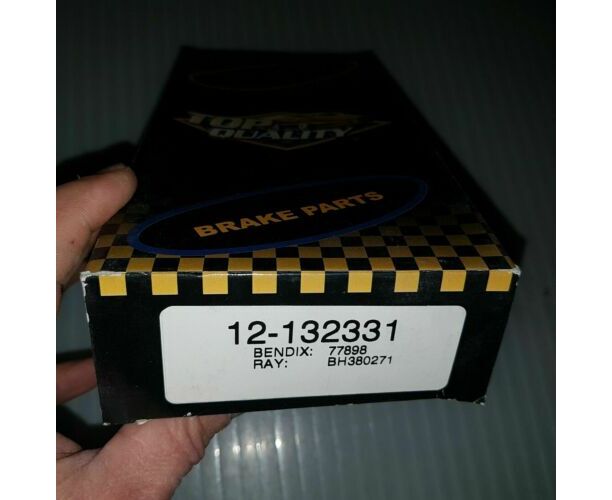 TOP
QUALITY
BRAKE PARTS
12-132331
BENDIX: 77898
RAY: BH380271